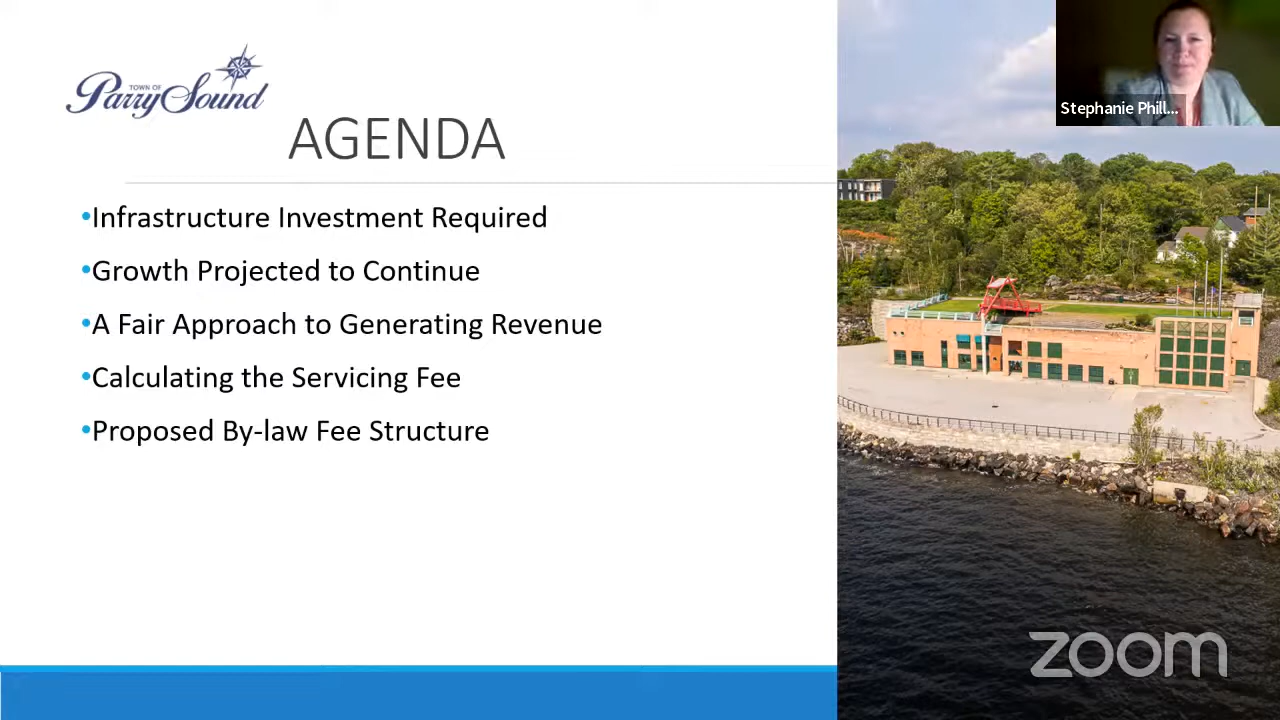 TOWN OF
Parry Sound
AGENDA
•Infrastructure Investment Required
•Growth Projected to Continue
•A Fair Approach to Generating Revenue
•Calculating the Servicing Fee
•Proposed By-law Fee Structure
Stephanie Phill...
zoom